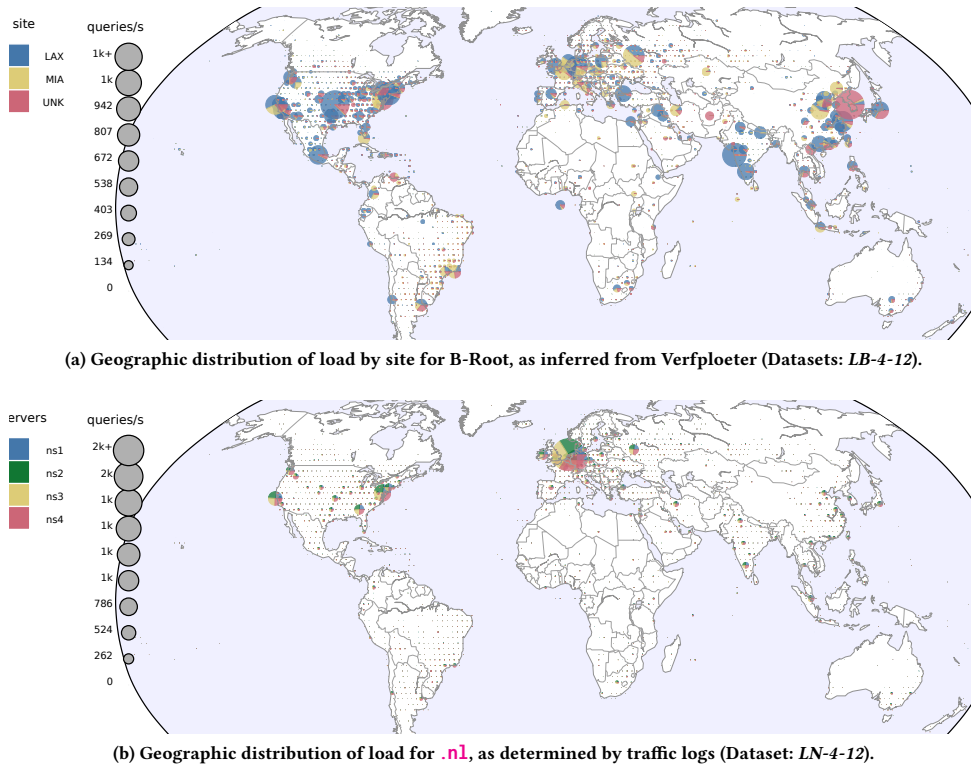 site
LAX
MIA
UNK
queries/s
1k+
1k
942
807
672
538
403
269
134
0
(a) Geographic distribution of load by site for B-Root, as inferred from Verfploeter (Datasets: LB-4-12).
ervers
ns1
ns2
ns3
ns4
queries/s
2k+
2k
1k
1k
1k
1k
786
524
262
0
(b) Geographic distribution of load for .nl, as determined by traffic logs (Dataset: LN-4-12).